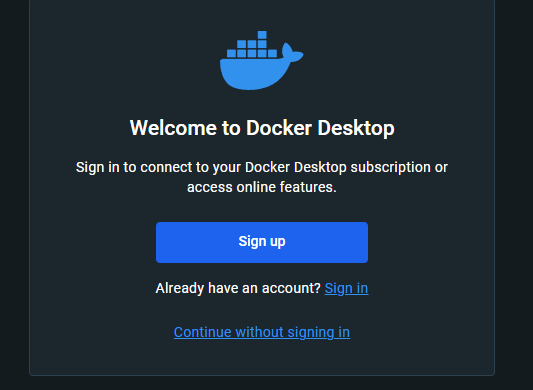 Welcome to Docker Desktop
Sign in to connect to your Docker Desktop subscription or
access online features.
Sign up
Already have an account? Sign in
Continue without signing in